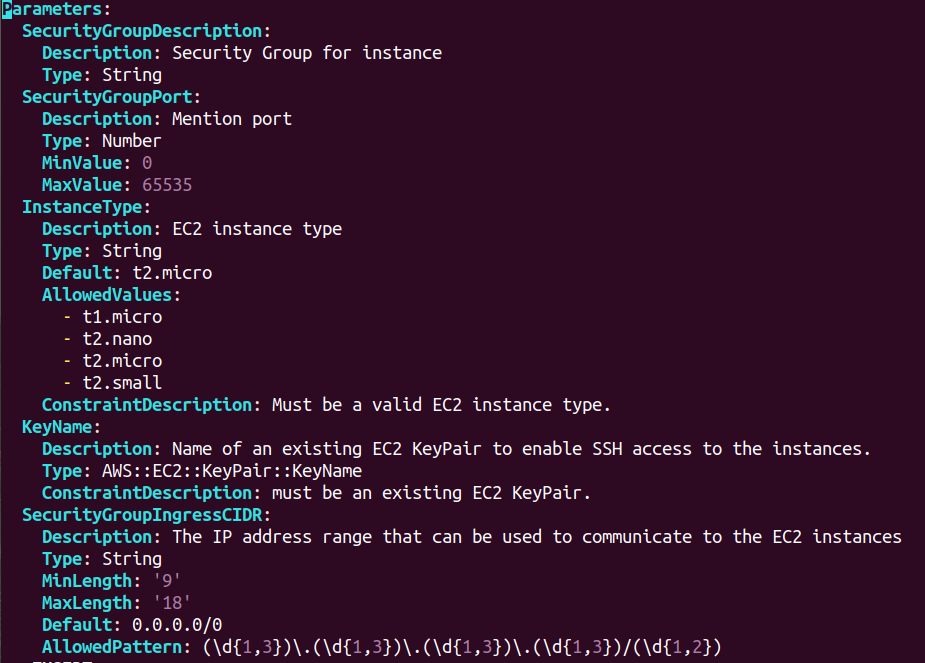 Parameters:
  SecurityGroupDescription:
    Description: Security Group for instance
    Type: String
  SecurityGroupPort:
    Description: Mention port
    Type: Number
    MinValue: 0
    MaxValue: 65535
  InstanceType:
    Description: EC2 instance type
    Type: String
    Default: t2.micro
    AllowedValues:
      - t1.micro
      - t2.nano
      - t2.micro
      - t2.small
    ConstraintDescription: Must be a valid EC2 instance type.
  KeyName:
    Description: Name of an existing EC2 KeyPair to enable SSH access to the instances.
    Type: AWS::EC2::KeyPair::KeyName
    ConstraintDescription: must be an existing EC2 KeyPair.
  SecurityGroupIngressCIDR:
    Description: The IP address range that can be used to communicate to the EC2 instances
    Type: String
    MinLength: '9'
    MaxLength: '18'
    Default: 0.0.0.0/0
    AllowedPattern: (\d{1,3})\.(\d{1,3})\.(\d{1,3})\.(\d{1,3})/(\d{1,2})